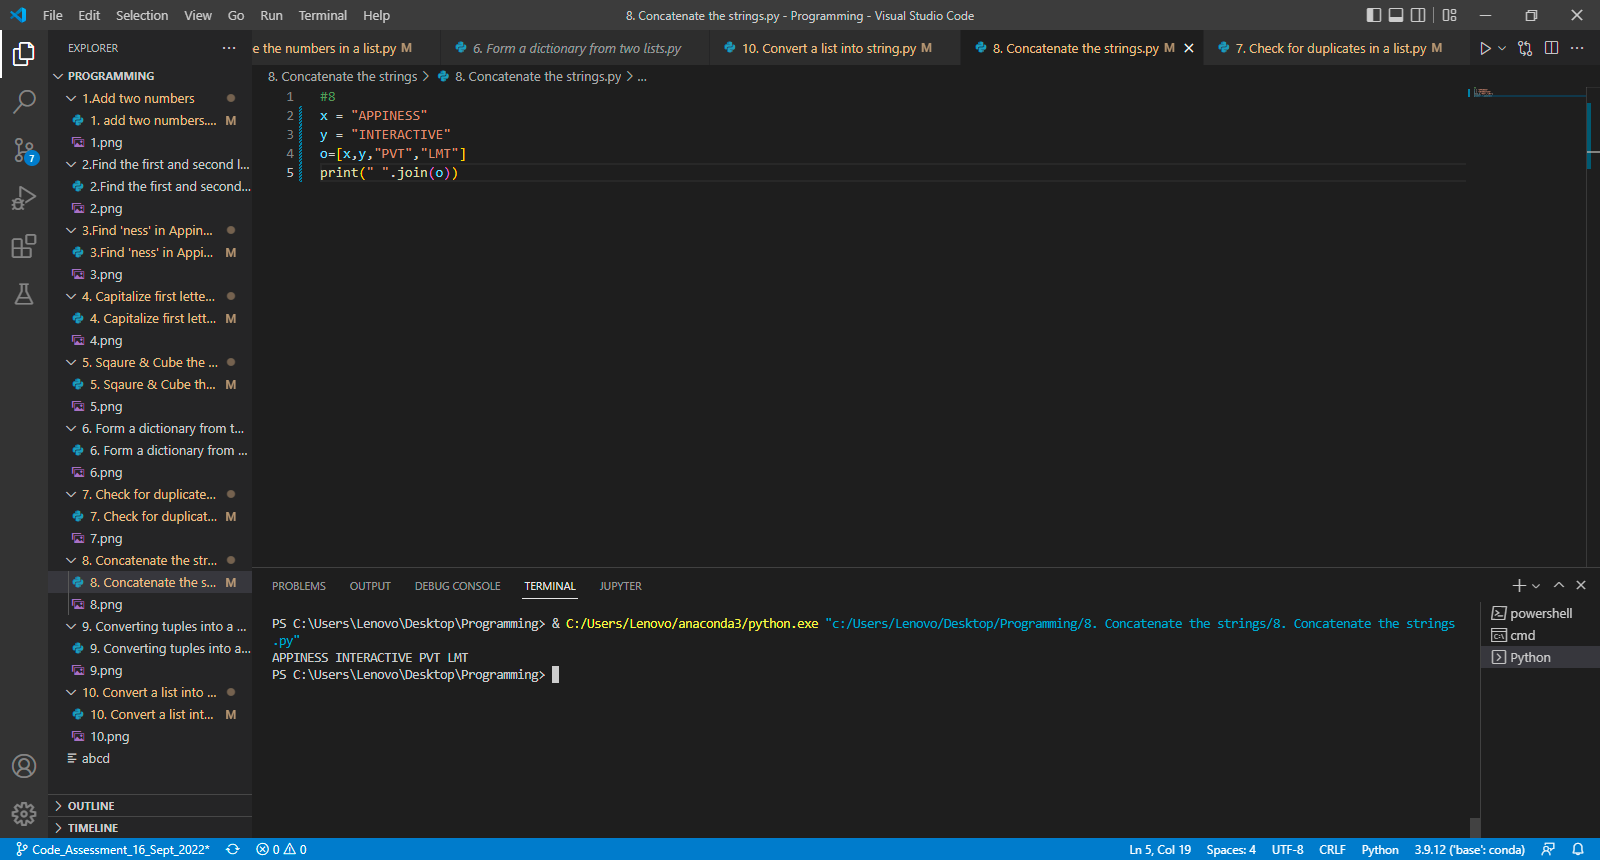 File Edit Selection View Go Run Terminal Help
8. Concatenate the strings.py - Programming - Visual Studio Code
EXPLORER
PROGRAMMING
1.Add two numbers
1. add two numbers.... M
1.png
2.Find the first and second l...
2.Find the first and second...
2.png
3.Find 'ness' in Appin...
3.Find 'ness' in Appi... M
3.png
4. Capitalize first lette...
4. Capitalize first lett... M
4.png
5. Sqaure & Cube the ...
5. Sqaure & Cube th... M
5.png
6. Form a dictionary from t...
6. Form a dictionary from ...
6.png
7. Check for duplicate...
7. Check for duplicat... M
7.png
8. Concatenate the str...
8. Concatenate the s... M
8.png
9. Converting tuples into a ...
9. Converting tuples into a...
9.png
10. Convert a list into ...
10. Convert a list int... M
10.png
abcd
OUTLINE
TIMELINE
7
e the numbers in a list.py M
6. Form a dictionary from two lists.py
10. Convert a list into string.py M
8. Concatenate the strings.py M
7. Check for duplicates in a list.py M
8. Concatenate the strings > 8. Concatenate the strings.py > ...
1 #8
2 x = "APPINESS"
3 y = "INTERACTIVE"
4 o=[x,y,"PVT","LMT"]
5 print(" ".join(o))
PROBLEMS OUTPUT DEBUG CONSOLE TERMINAL JUPYTER
PS C:\Users\Lenovo\Desktop\Programming> & C:/Users/Lenovo/anaconda3/python.exe "c:/Users/Lenovo/Desktop/Programming/8. Concatenate the strings/8. Concatenate the strings
.py"
APPINESS INTERACTIVE PVT LMT
PS C:\Users\Lenovo\Desktop\Programming>
powershell
cmd
Python
Code_Assessment_16_Sept_2022* 0 0 Ln 5, Col 19 Spaces: 4 UTF-8 CRLF Python 3.9.12 ('base': conda)